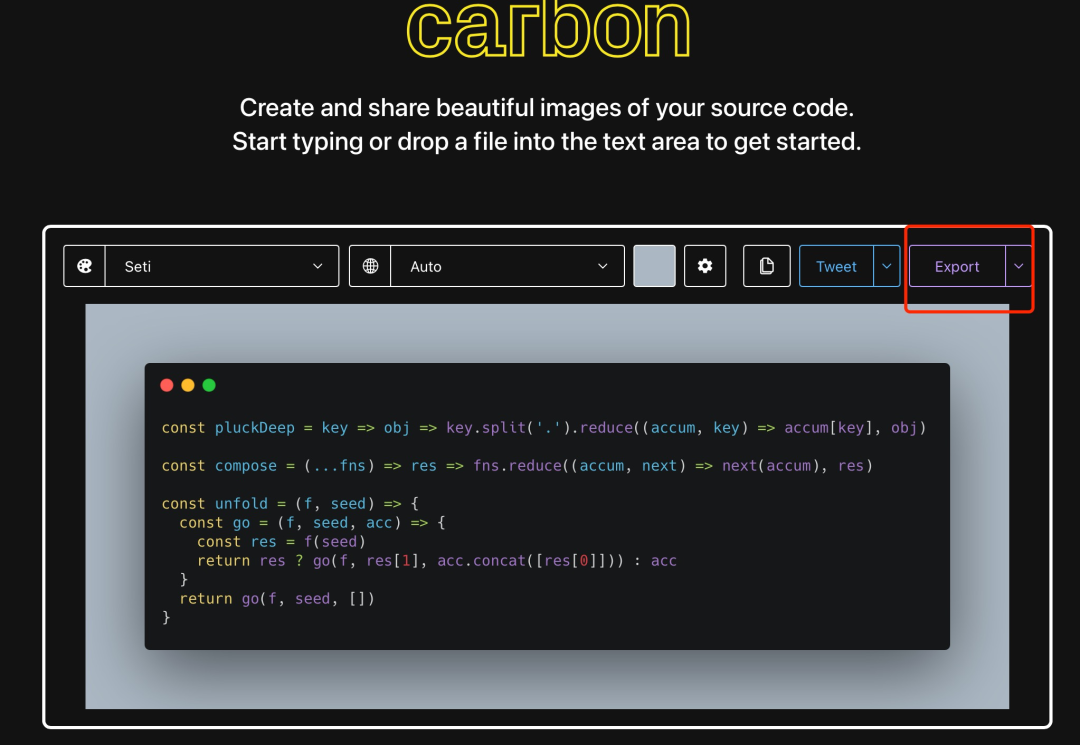 carbon
Create and share beautiful images of your source code.
Start typing or drop a file into the text area to get started.
Seti
Auto
Tweet
Export
const pluckDeep = key => obj => key.split('.').reduce((accum, key) => accum[key], obj)
const compose = (...fns) => res => fns.reduce((accum, next) => next(accum), res)
const unfold = (f, seed) => {
  const go = (f, seed, acc) => {
    const res = f(seed)
    return res ? go(f, res[1], acc.concat([res[0]])) : acc
  }
  return go(f, seed, [])
}